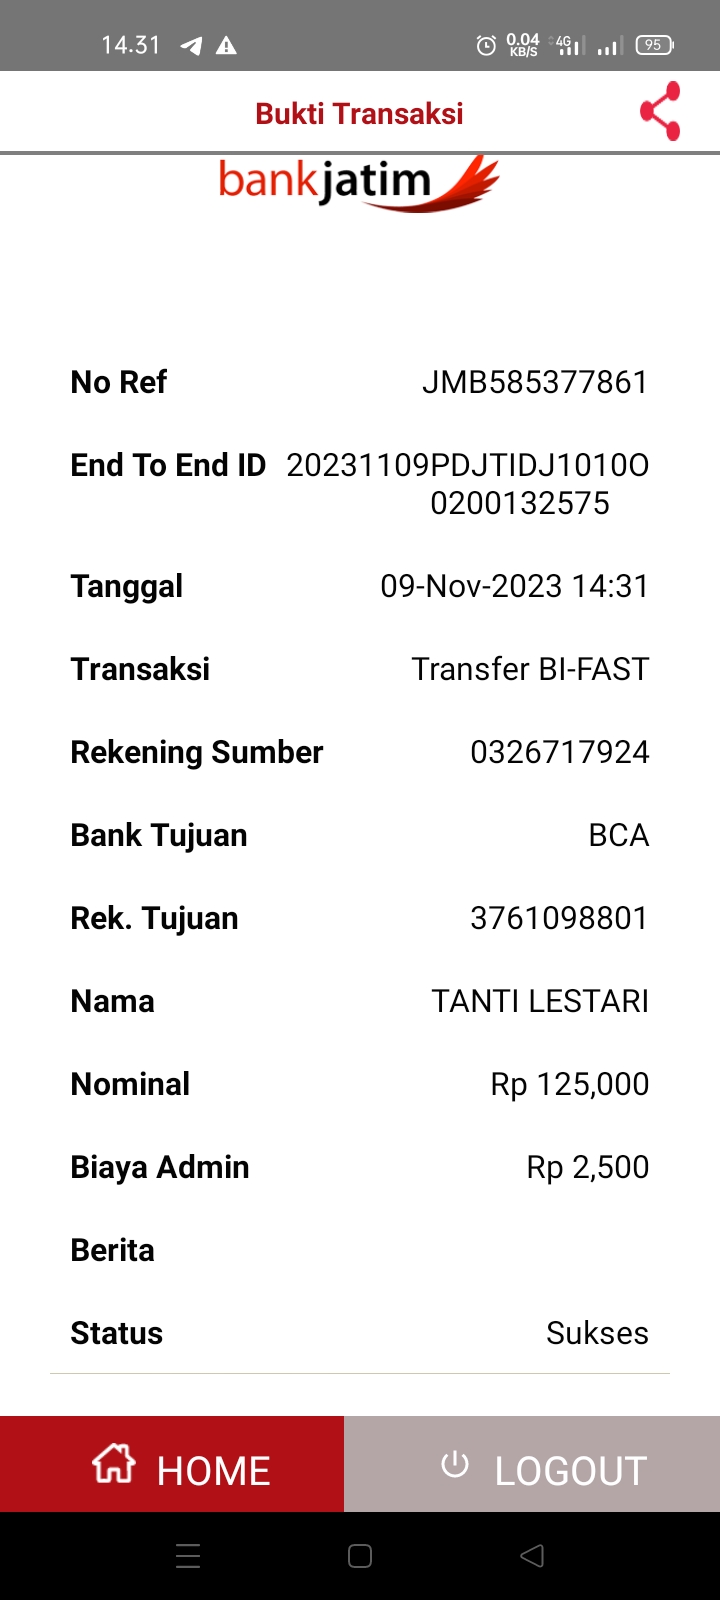 14.31
0.04
KB/S
4G
95
Bukti Transaksi
bankjatim
No Ref JMB585377861
End To End ID 20231109PDJTIDJ1010O
0200132575
Tanggal 09-Nov-2023 14:31
Transaksi Transfer BI-FAST
Rekening Sumber 0326717924
Bank Tujuan BCA
Rek. Tujuan 3761098801
Nama TANTI LESTARI
Nominal Rp 125,000
Biaya Admin Rp 2,500
Berita
Status Sukses
HOME LOGOUT